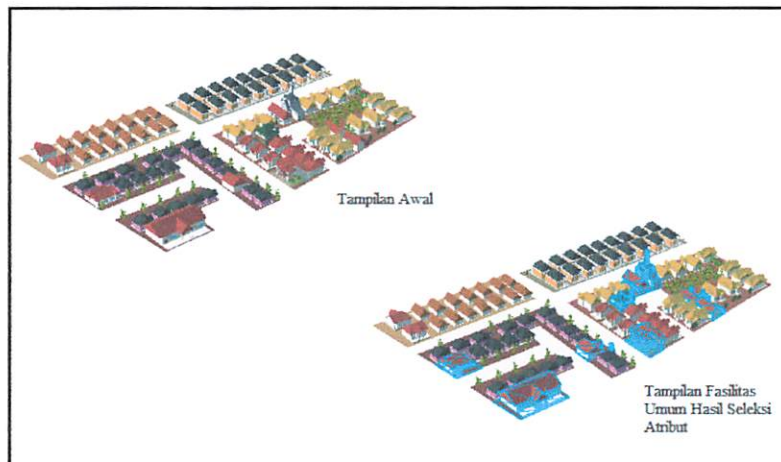 Tampilan Awal
Tampilan Fasilitas
Umum Hasil Seleksi
Atribut